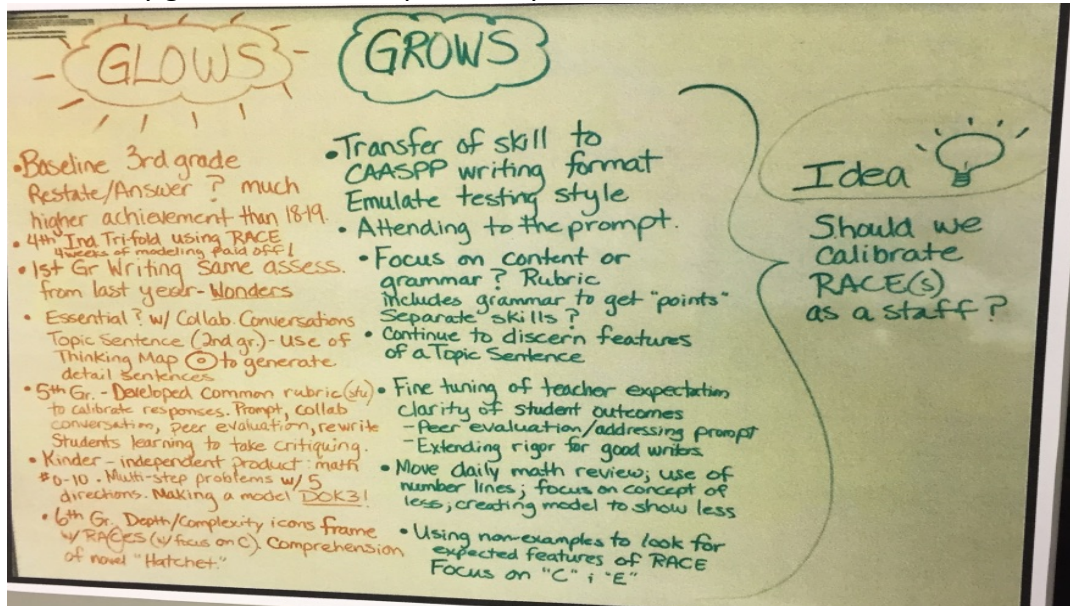 GLOWS
• Baseline 3rd grade
Restate/Answer ? much
higher achievement than 18-19.
• 4th Ind Trifold using RACE
4 weeks of modeling paid off!
• 1st Gr Writing same assess.
from last year - Wonders
• Essential ? w/ Collab. Conversations
Topic Sentence (2nd gr.) - Use of
Thinking Map to generate
detail sentences
• 5th Gr. - Developed common rubric (stu)
to calibrate responses. Prompt, collab
conversation, peer evaluation, rewrite
Students learning to take critiquing.
• Kinder - independent product: math
#0-10. Multi-step problems w/ 5
directions. Making a model DOK3!
• 6th Gr. Depth/Complexity icons frame
w/ RACEs (w/ focus on C). Comprehension
of novel "Hatchet."
GROWS
• Transfer of skill to
CAASPP writing format
Emulate testing style
• Attending to the prompt.
• Focus on content or
grammar? Rubric
includes grammar to get "points"
Separate skills?
• Continue to discern features
of a Topic Sentence
• Fine tuning of teacher expectation
clarity of student outcomes
- Peer evaluation/addressing prompt
- Extending rigor for good writers.
• Move daily math review; use of
number lines; focus on concept of
less; creating model to show less
• Using non-examples to look for
expected features of RACE
Focus on "C" & "E"
Idea
Should we
calibrate
RACE(s)
as a staff?